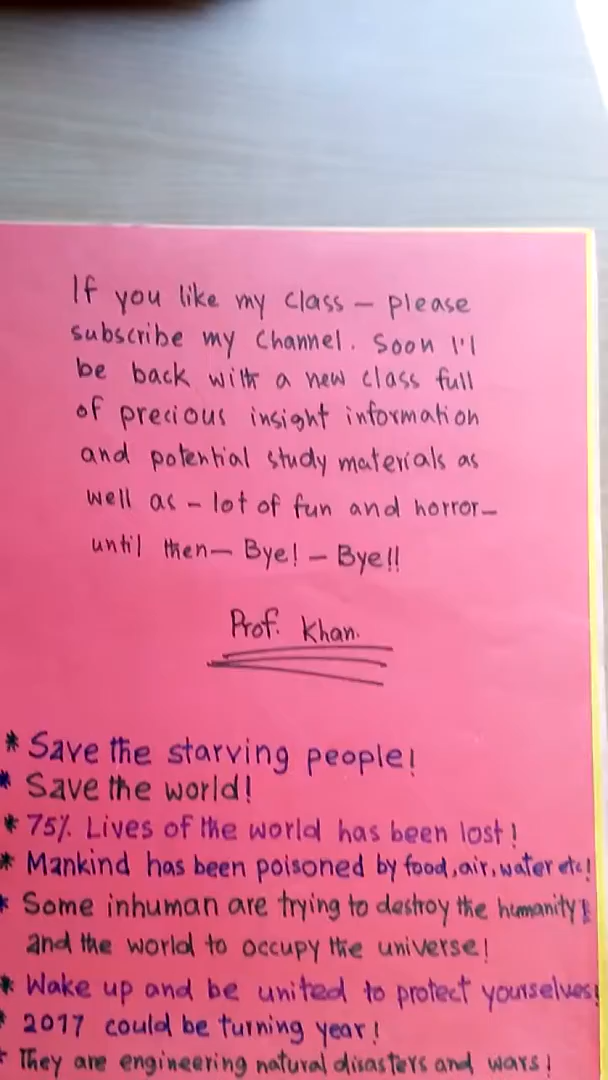 If you like my class – please
subscribe my Channel. Soon I'l
be back with a new class full
of precious insight information
and potential study materials as
well as – lot of fun and horror–
until then– Bye! – Bye!!
Prof. Khan.
* Save the starving people!
* Save the world!
* 75% Lives of the world has been lost!
* Mankind has been poisoned by food, air, water etc!
* Some inhuman are trying to destroy the humanity!
and the world to occupy the universe!
* Wake up and be united to protect yourselves!
* 2017 could be turning year!
* They are engineering natural disasters and wars!